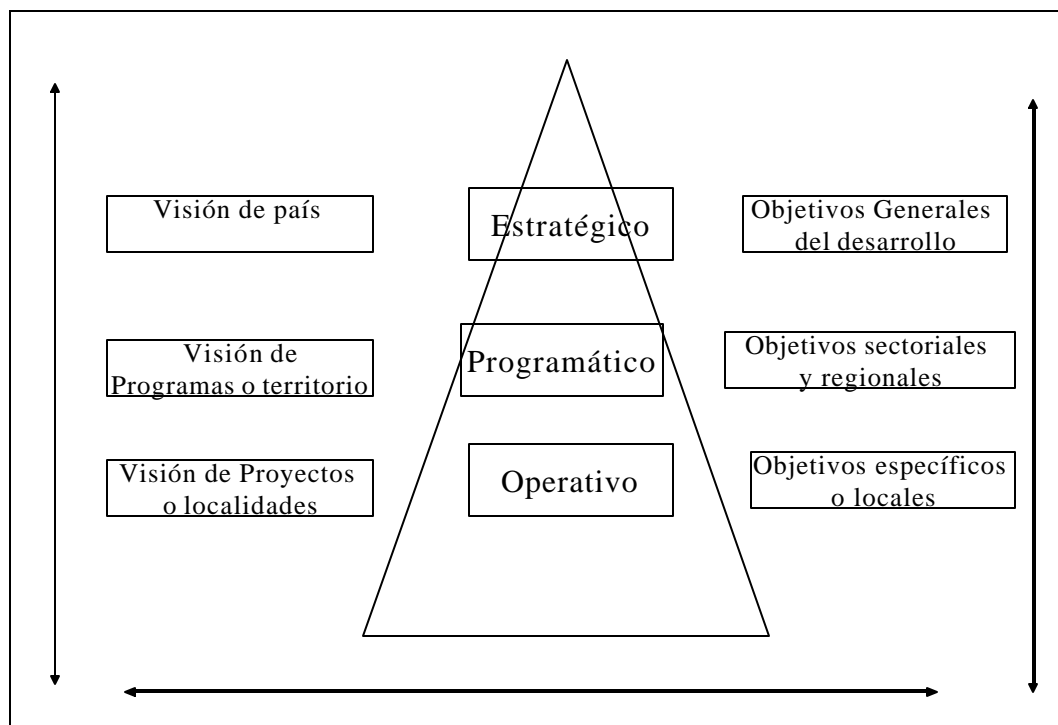 Visión de país
Estratégico
Objetivos Generales
del desarrollo
Visión de
Programas o territorio
Programático
Objetivos sectoriales
y regionales
Visión de Proyectos
o localidades
Operativo
Objetivos específicos
o locales